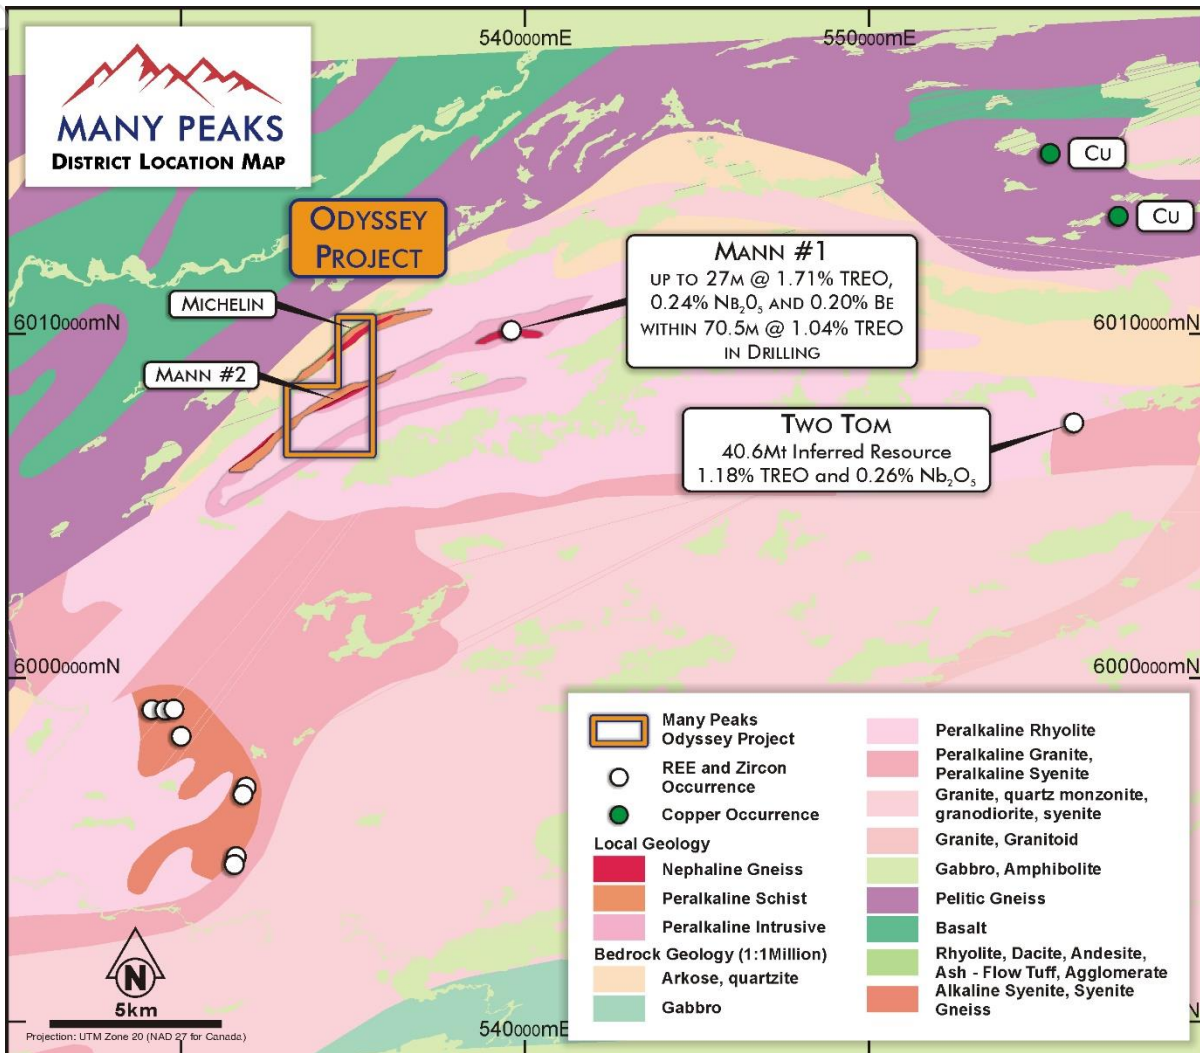 540000mE
550000mE
MANY PEAKS
DISTRICT LOCATION MAP
Cu
Cu
ODYSSEY
PROJECT
MANN #1
UP TO 27M @ 1.71% TREO,
0.24% NB₂O₅ AND 0.20% BE
WITHIN 70.5M @ 1.04% TREO
IN DRILLING
MICHELIN
6010000mN
6010000mN
MANN #2
TWO TOM
40.6Mt Inferred Resource
1.18% TREO and 0.26% Nb₂O₅
6000000mN
6000000mN
Many Peaks
Odyssey Project
REE and Zircon
Occurrence
Copper Occurrence
Local Geology
Nephaline Gneiss
Peralkaline Schist
Peralkaline Intrusive
Bedrock Geology (1:1Million)
Arkose, quartzite
Gabbro
Peralkaline Rhyolite
Peralkaline Granite,
Peralkaline Syenite
Granite, quartz monzonite,
granodiorite, syenite
Granite, Granitoid
Gabbro, Amphibolite
Pelitic Gneiss
Basalt
Rhyolite, Dacite, Andesite,
Ash - Flow Tuff, Agglomerate
Alkaline Syenite, Syenite
Gneiss
N
5km
Projection: UTM Zone 20 (NAD 27 for Canada)
540000mE